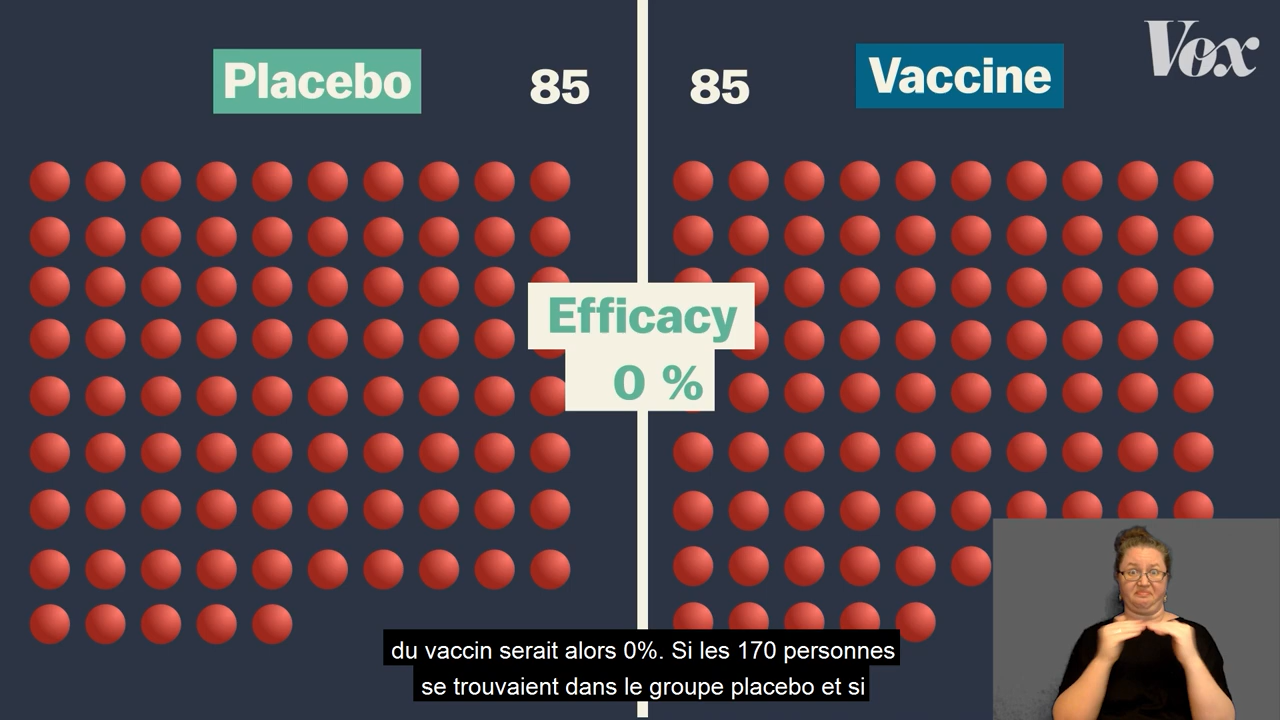 Placebo
85
85
Vaccine
Vox
Efficacy
0 %
du vaccin serait alors 0%. Si les 170 personnes
se trouvaient dans le groupe placebo et si